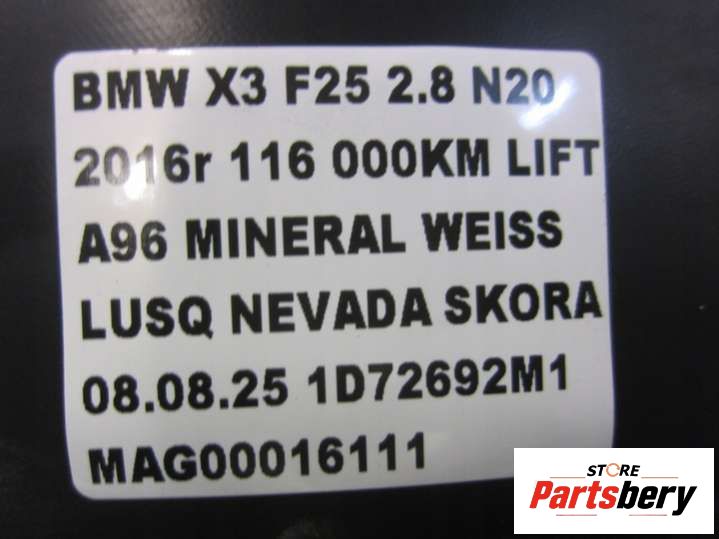 BMW X3 F25 2.8 N20
2016r 116 000KM LIFT
A96 MINERAL WEISS
LUSQ NEVADA SKORA
08.08.25 1D72692M1
MAG00016111
STORE
Partsbery